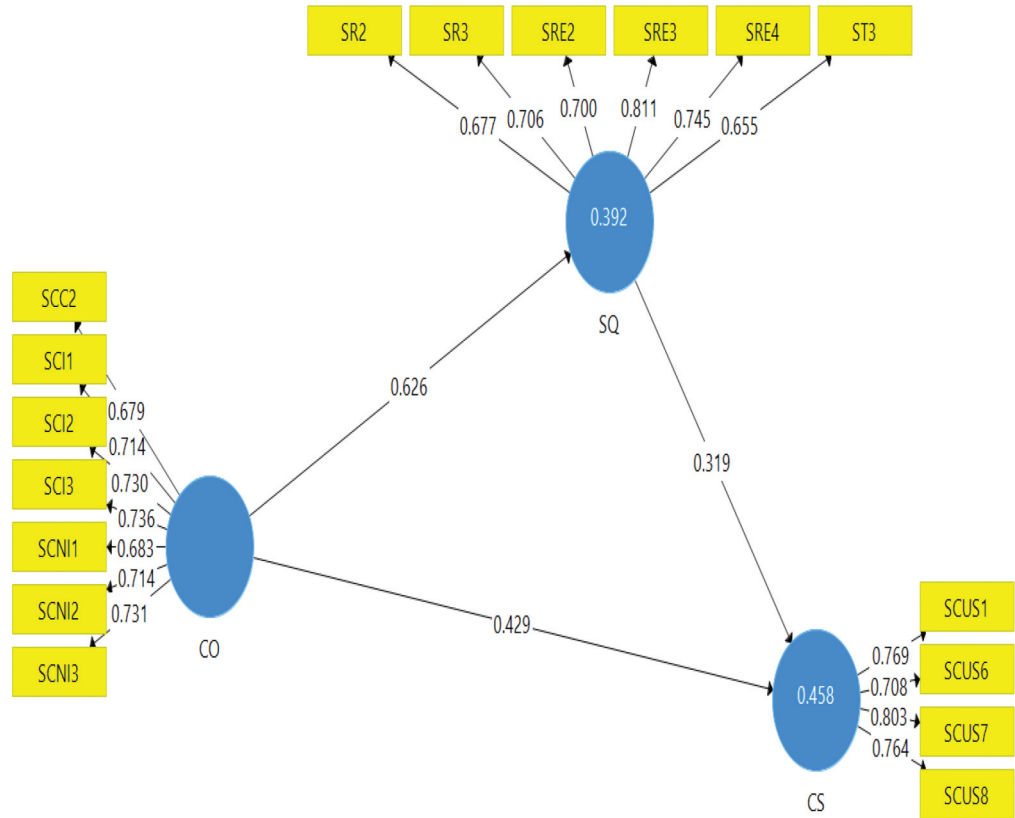 SR2 SR3 SRE2 SRE3 SRE4 ST3
0.677 0.706 0.700 0.811 0.745 0.655
0.392
SQ
SCC2
SCI1
SCI2
SCI3
SCNI1
SCNI2
SCNI3
0.679
0.714
0.730
0.736
0.683
0.714
0.731
CO
0.626
0.319
0.429
0.458
CS
0.769
0.708
0.803
0.764
SCUS1
SCUS6
SCUS7
SCUS8